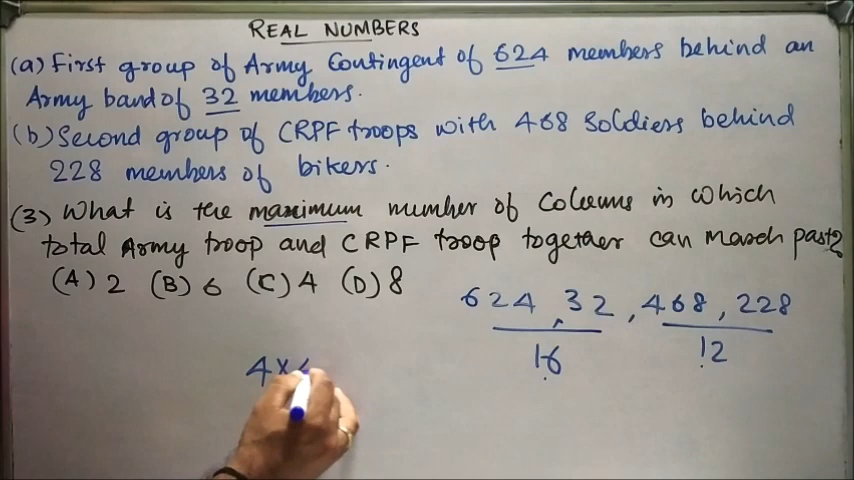 REAL NUMBERS
(a) First group of Army Contingent of 624 members behind an
Army band of 32 members.
(b) Second group of CRPF troops with 468 Soldiers behind
228 members of bikers.
(3) What is the maximum number of Colums in which
total Army troop and CRPF troop together can march past?
(A) 2 (B) 6 (C) 4 (D) 8
624, 32, 468, 228
16 12
4×